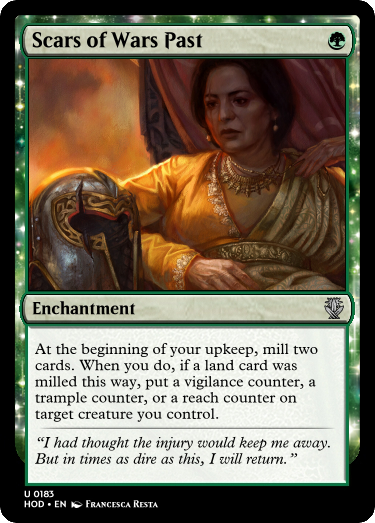 Scars of Wars Past
Enchantment
At the beginning of your upkeep, mill two
cards. When you do, if a land card was
milled this way, put a vigilance counter, a
trample counter, or a reach counter on
target creature you control.
“I had thought the injury would keep me away.
But in times as dire as this, I will return.”
U 0183
HOD • EN Francesca Resta